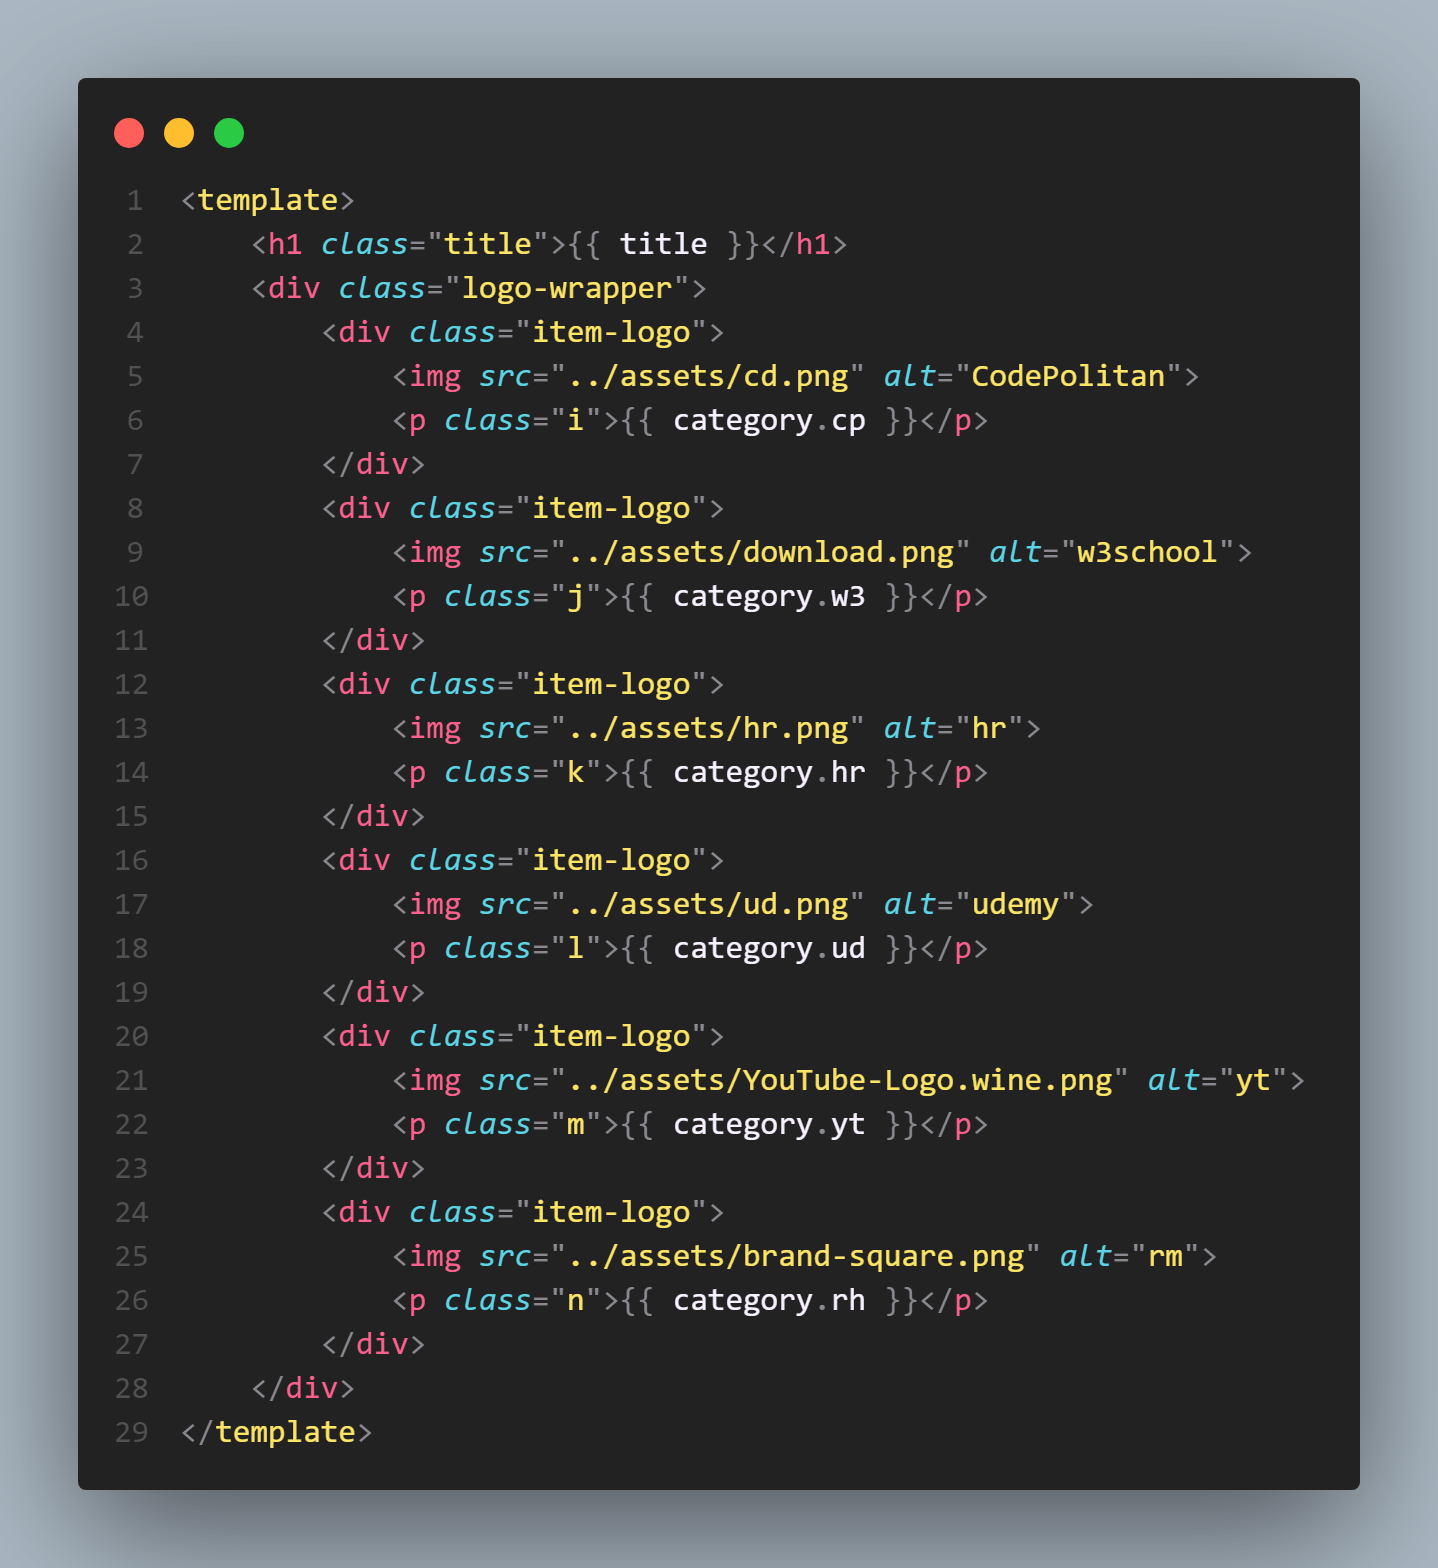 1 <template>
2     <h1 class="title">{{ title }}</h1>
3     <div class="logo-wrapper">
4         <div class="item-logo">
5             <img src="../assets/cd.png" alt="CodePolitan">
6             <p class="i">{{ category.cp }}</p>
7         </div>
8         <div class="item-logo">
9             <img src="../assets/download.png" alt="w3school">
10             <p class="j">{{ category.w3 }}</p>
11         </div>
12         <div class="item-logo">
13             <img src="../assets/hr.png" alt="hr">
14             <p class="k">{{ category.hr }}</p>
15         </div>
16         <div class="item-logo">
17             <img src="../assets/ud.png" alt="udemy">
18             <p class="l">{{ category.ud }}</p>
19         </div>
20         <div class="item-logo">
21             <img src="../assets/YouTube-Logo.wine.png" alt="yt">
22             <p class="m">{{ category.yt }}</p>
23         </div>
24         <div class="item-logo">
25             <img src="../assets/brand-square.png" alt="rm">
26             <p class="n">{{ category.rh }}</p>
27         </div>
28     </div>
29 </template>